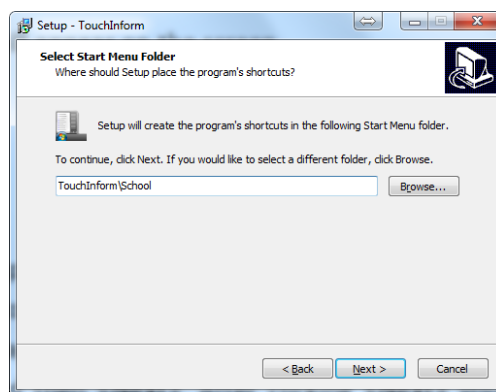 Setup - TouchInform
Select Start Menu Folder
Where should Setup place the program's shortcuts?
Setup will create the program's shortcuts in the following Start Menu folder.
To continue, click Next. If you would like to select a different folder, click Browse.
TouchInform\School
Browse...
< Back
Next >
Cancel